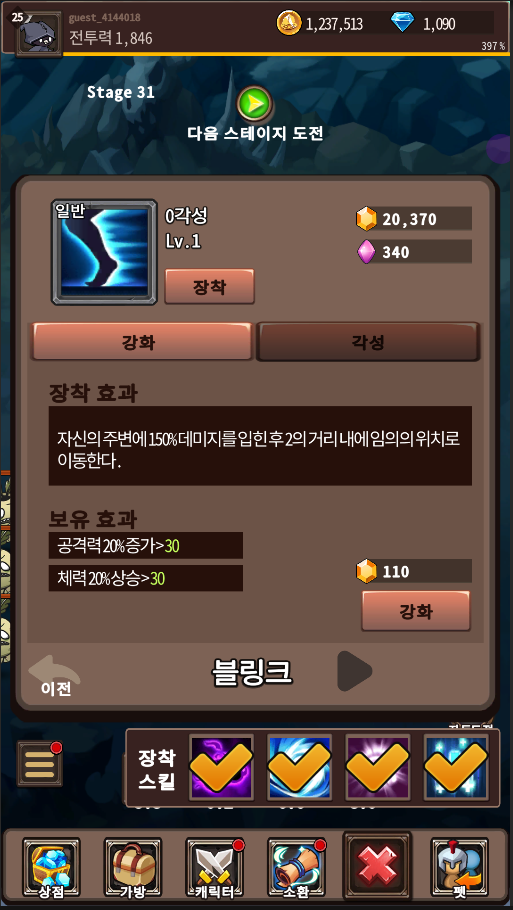 25
guest_4144018
전투력 1,846
1,237,513
1,090
397 %
Stage 31
다음 스테이지 도전
일반
0각성
Lv.1
장착
20,370
340
강화
각성
장착 효과
자신의 주변에 150% 데미지를 입힌 후 2의 거리 내에 임의의 위치로
이동한다.
보유 효과
공격력 20% 증가 > 30
체력 20% 상승 > 30
110
강화
이전
블링크
장착
스킬
상점
가방
캐릭터
소환
펫